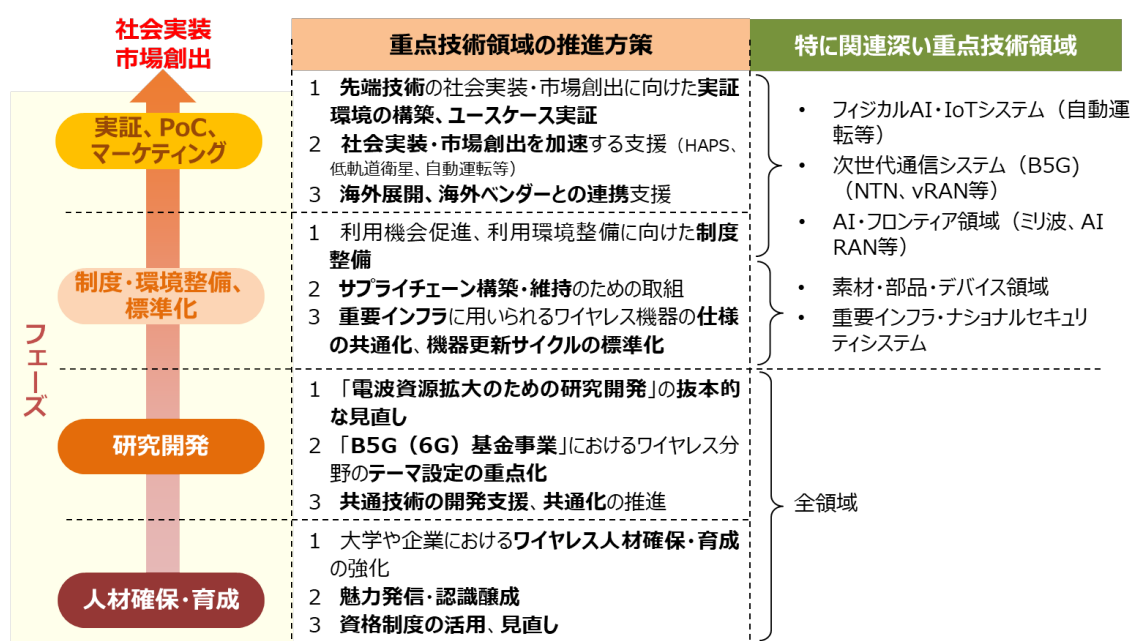 社会実装
市場創出
重点技術領域の推進方策
特に関連深い重点技術領域
フェーズ
実証、PoC、
マーケティング
1 先端技術の社会実装・市場創出に向けた実証
環境の構築、ユースケース実証
2 社会実装・市場創出を加速する支援（HAPS、
低軌道衛星、自動運転等）
3 海外展開、海外ベンダーとの連携支援
制度・環境整備、
標準化
1 利用機会促進、利用環境整備に向けた制度
整備
2 サプライチェーン構築・維持のための取組
3 重要インフラに用いられるワイヤレス機器の仕様
の共通化、機器更新サイクルの標準化
• フィジカルAI・IoTシステム（自動運
転等）
• 次世代通信システム（B5G)
（NTN、vRAN等）
• AI・フロンティア領域（ミリ波、AI
RAN等）
• 素材・部品・デバイス領域
• 重要インフラ・ナショナルセキュリ
ティシステム
研究開発
1 「電波資源拡大のための研究開発」の抜本的
な見直し
2 「B5G（6G）基金事業」におけるワイヤレス分
野のテーマ設定の重点化
3 共通技術の開発支援、共通化の推進
人材確保・育成
1 大学や企業におけるワイヤレス人材確保・育成
の強化
2 魅力発信・認識醸成
3 資格制度の活用、見直し
全領域